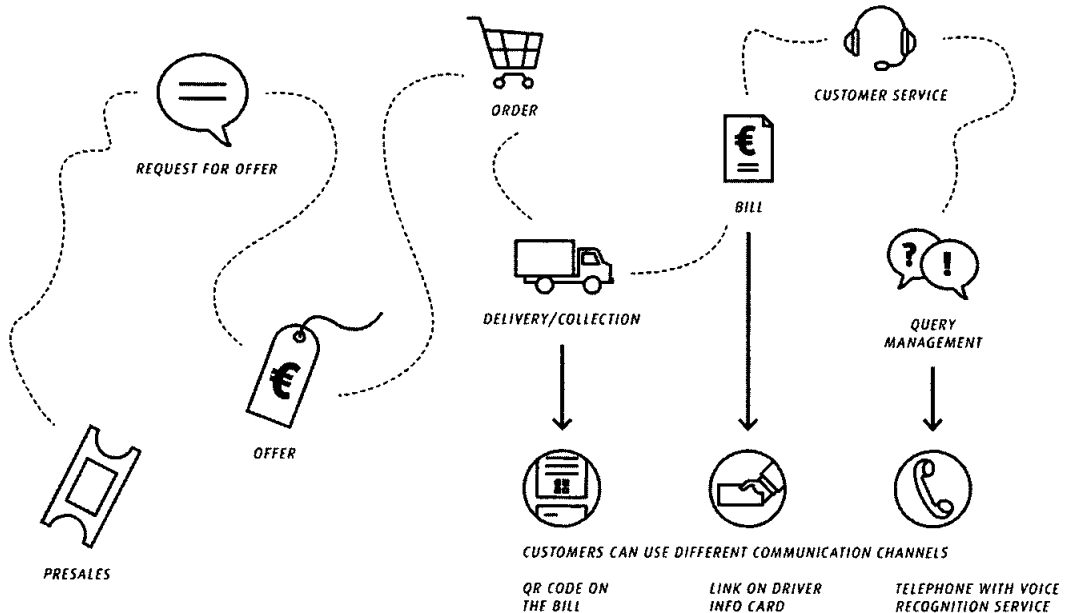 ORDER
CUSTOMER SERVICE
REQUEST FOR OFFER
€
BILL
?
!
DELIVERY/COLLECTION
QUERY
MANAGEMENT
€
OFFER
PRESALES
CUSTOMERS CAN USE DIFFERENT COMMUNICATION CHANNELS
QR CODE ON
THE BILL
LINK ON DRIVER
INFO CARD
TELEPHONE WITH VOICE
RECOGNITION SERVICE